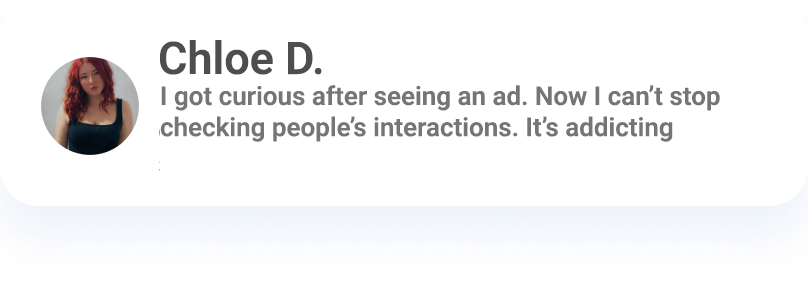 Chloe D.
I got curious after seeing an ad. Now I can’t stop
checking people’s interactions. It’s addicting